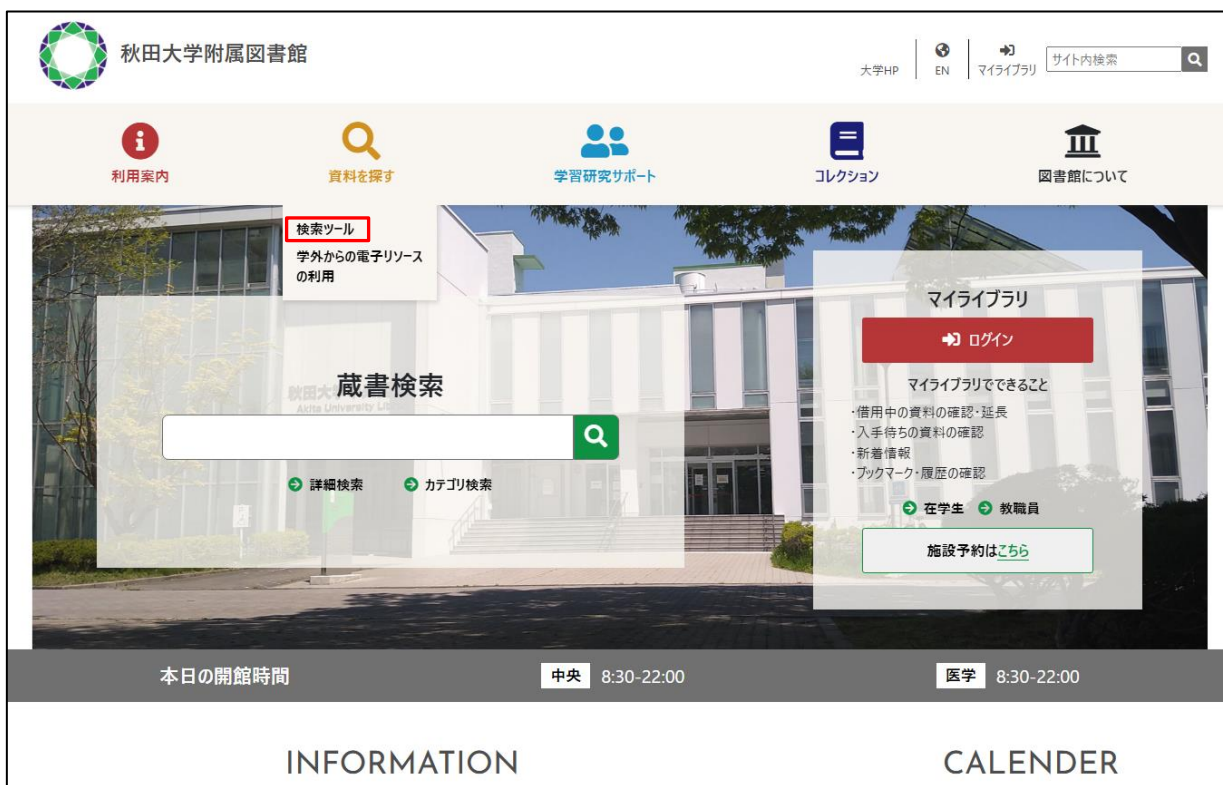 秋田大学附属図書館
大学HP
EN
マイライブラリ
サイト内検索
利用案内
資料を探す
学習研究サポート
コレクション
図書館について
検索ツール
学外からの電子リソース
の利用
蔵書検索
詳細検索
カテゴリ検索
マイライブラリ
ログイン
マイライブラリでできること
・借用中の資料の確認・延長
・入手待ちの資料の確認
・新着情報
・ブックマーク・履歴の確認
在学生
教職員
施設予約はこちら
本日の開館時間
中央 8:30-22:00
医学 8:30-22:00
INFORMATION
CALENDER